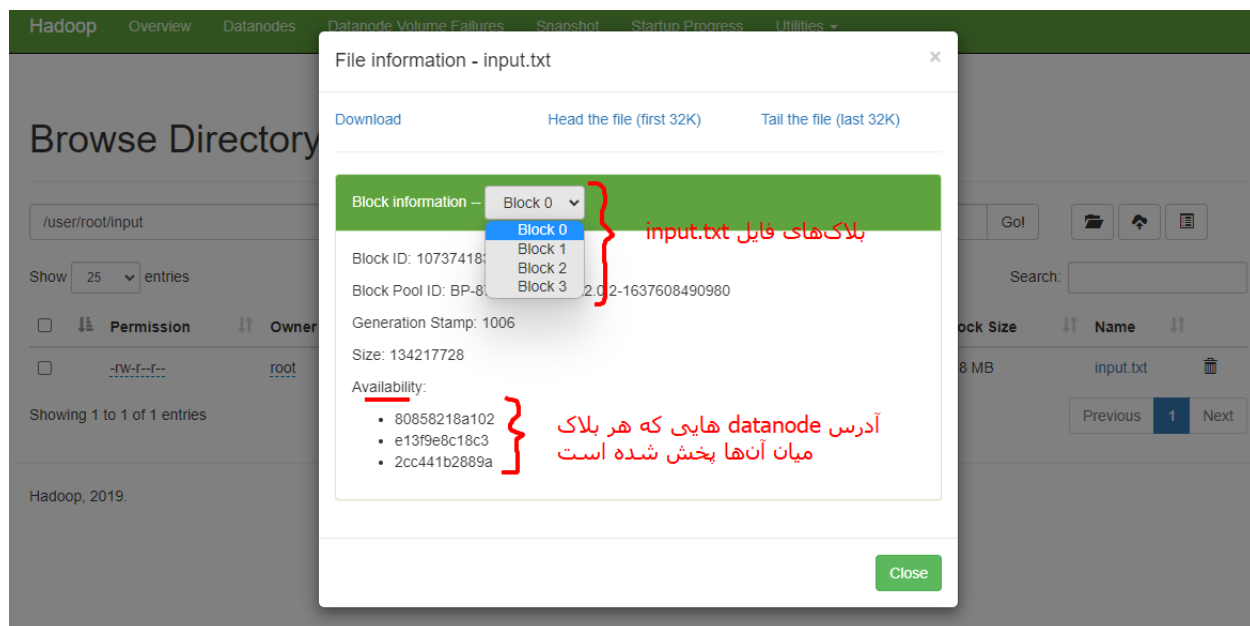 Hadoop Overview Datanodes Datanode Volume Failures Snapshot Startup Progress Utilities
File information - input.txt ×
Download Head the file (first 32K) Tail the file (last 32K)
Browse Directory
Block information -- Block 0
Block 0
Block 1
Block 2
Block 3
بلاک‌های فایل input.txt
/user/root/input Go!
Show 25 entries Search:
Block ID: 10737418
Block Pool ID: BP-8 2.0.2-1637608490980
Permission Owner ock Size Name
Generation Stamp: 1006
Size: 134217728
-rw-r--r-- root 8 MB input.txt
Availability:
Showing 1 to 1 of 1 entries Previous 1 Next
80858218a102
e13f9e8c18c3
2cc441b2889a
آدرس datanode هایی که هر بلاک
میان آن‌ها پخش شده است
Hadoop, 2019.
Close